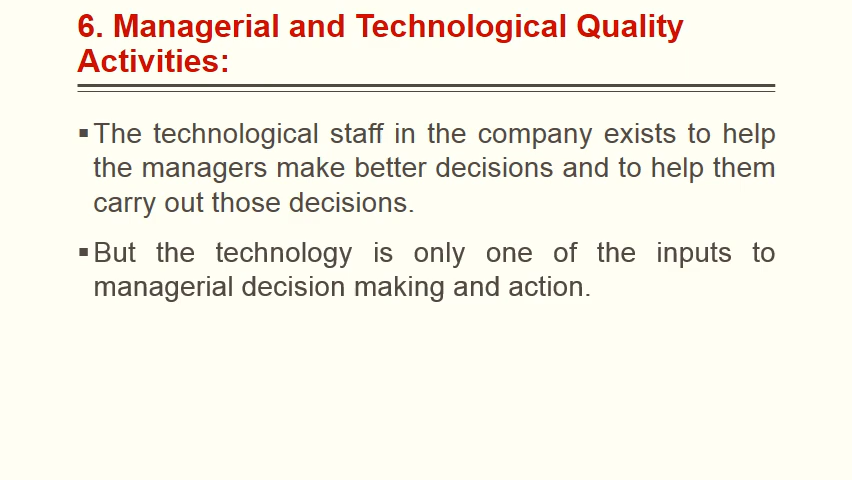 6. Managerial and Technological Quality
Activities:
▪The technological staff in the company exists to help
the managers make better decisions and to help them
carry out those decisions.
▪But the technology is only one of the inputs to
managerial decision making and action.